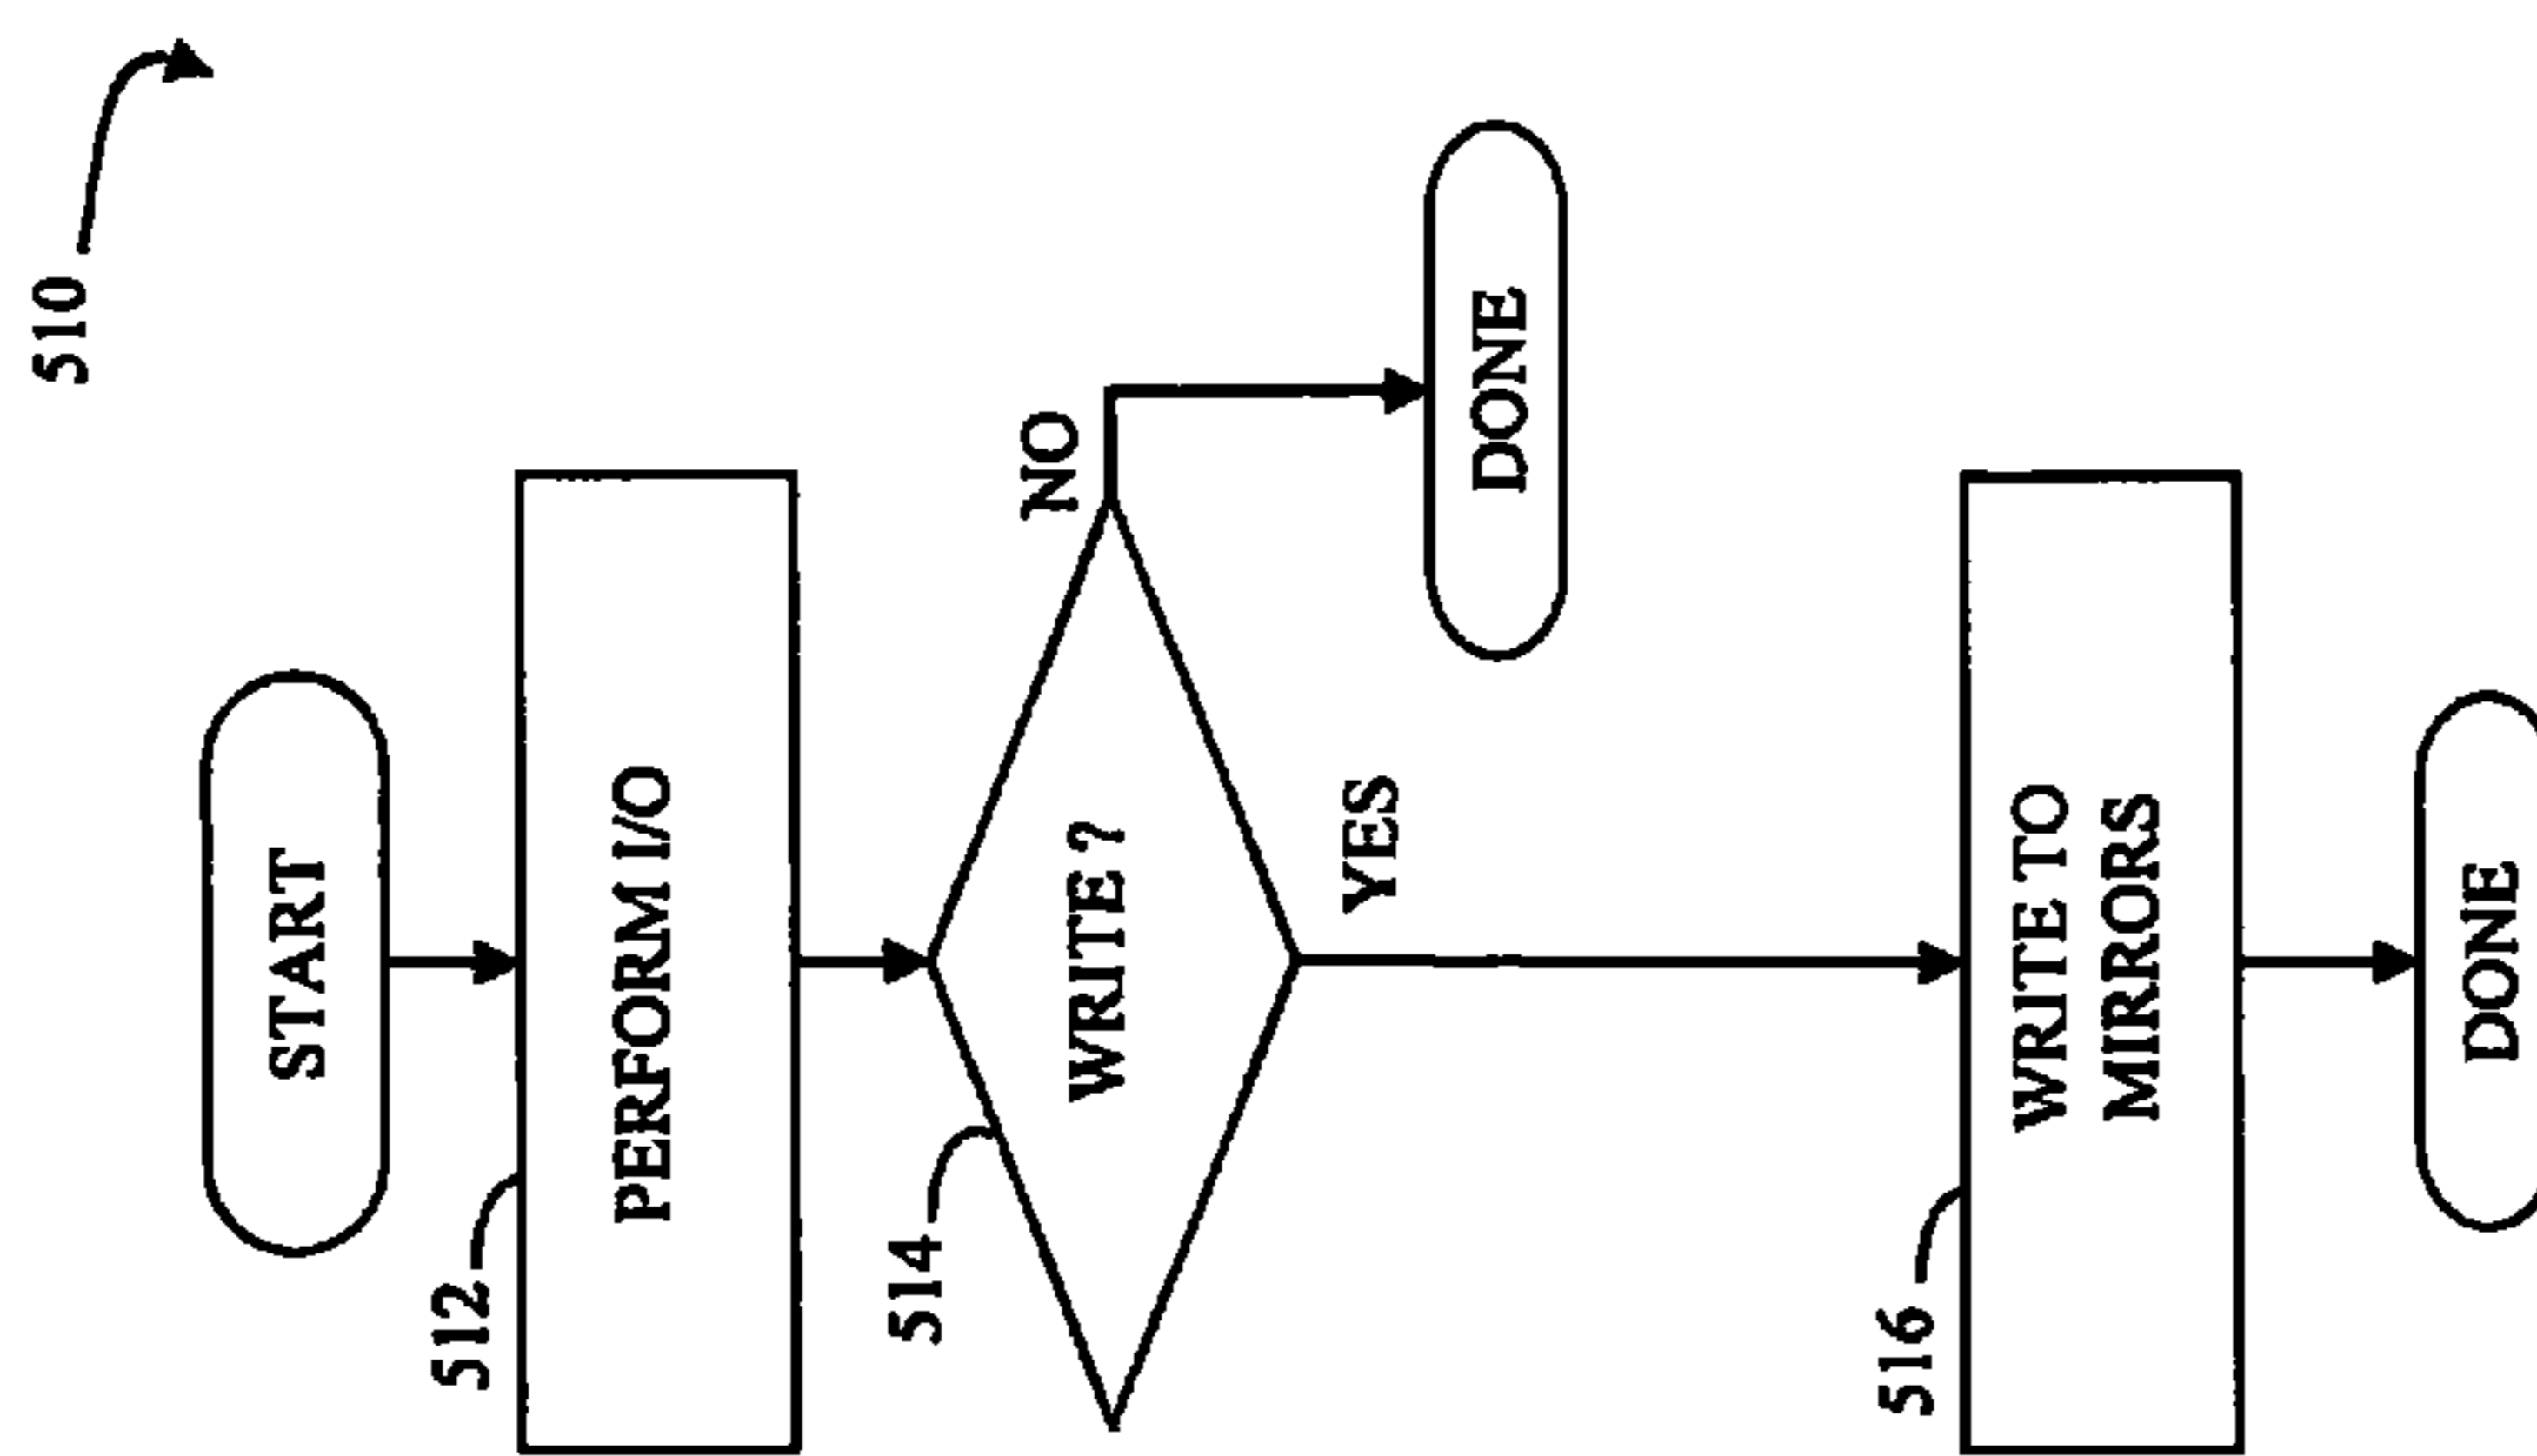 510
START
512
PERFORM I/O
514
WRITE ?
NO
DONE
YES
516
WRITE TO
MIRRORS
DONE